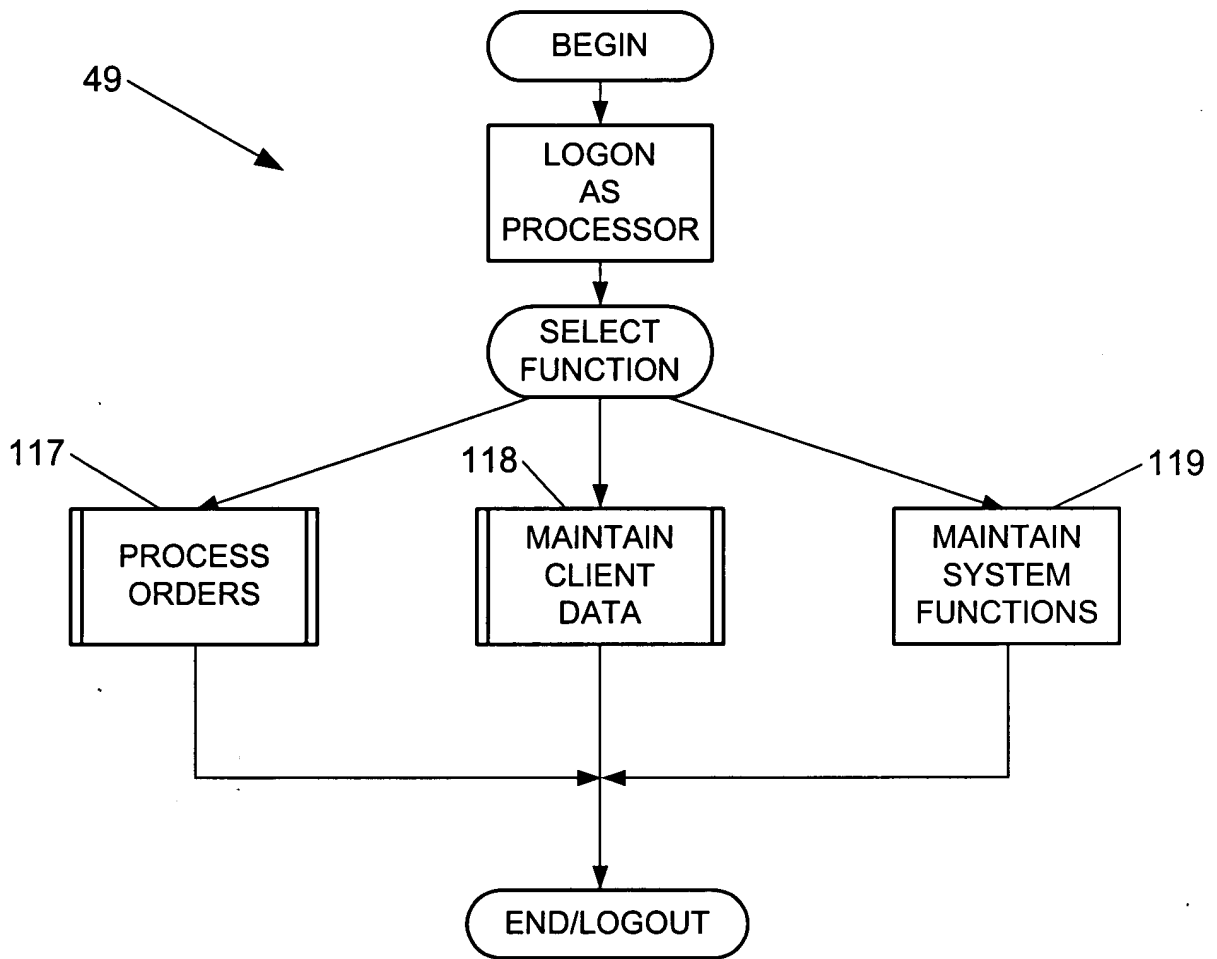 BEGIN
49
LOGON
AS
PROCESSOR
SELECT
FUNCTION
117
118
119
PROCESS
ORDERS
MAINTAIN
CLIENT
DATA
MAINTAIN
SYSTEM
FUNCTIONS
END/LOGOUT